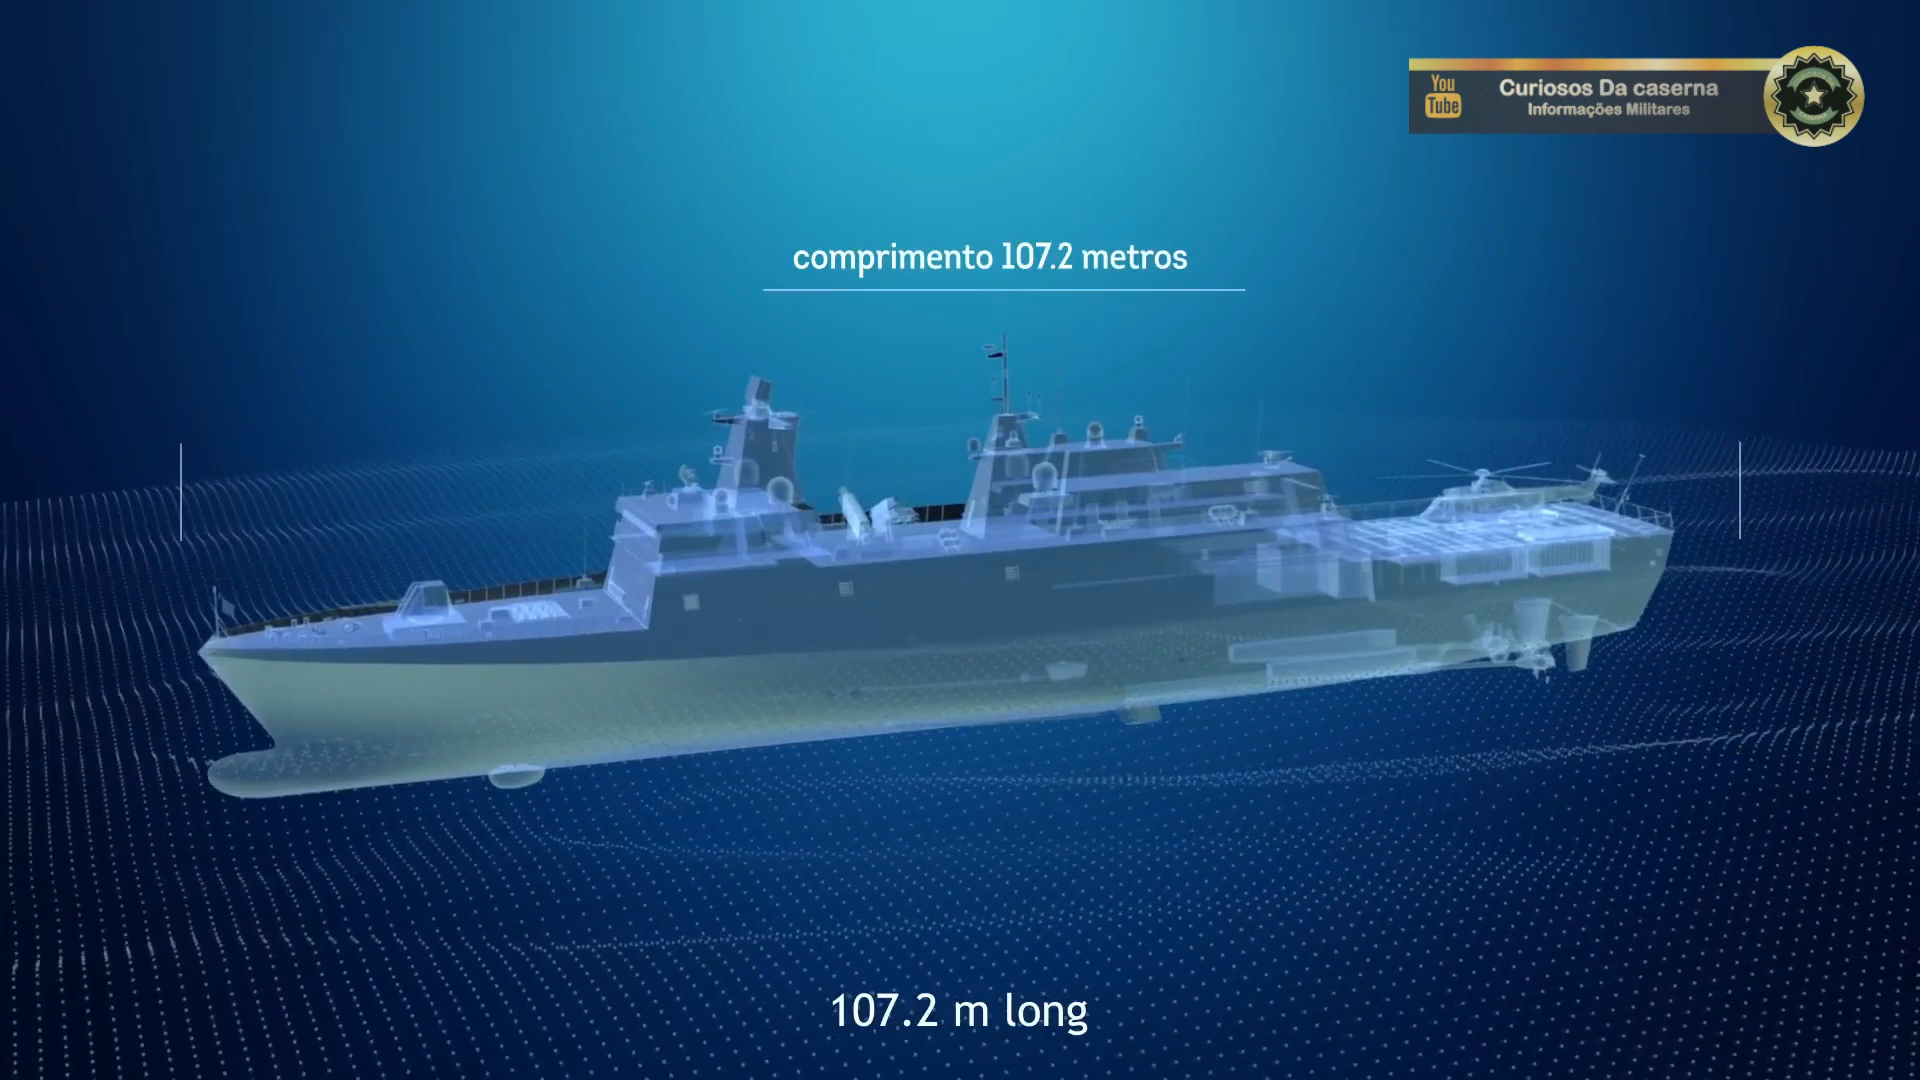 You
Tube
Curiosos Da caserna
Informações Militares
comprimento 107.2 metros
107.2 m long